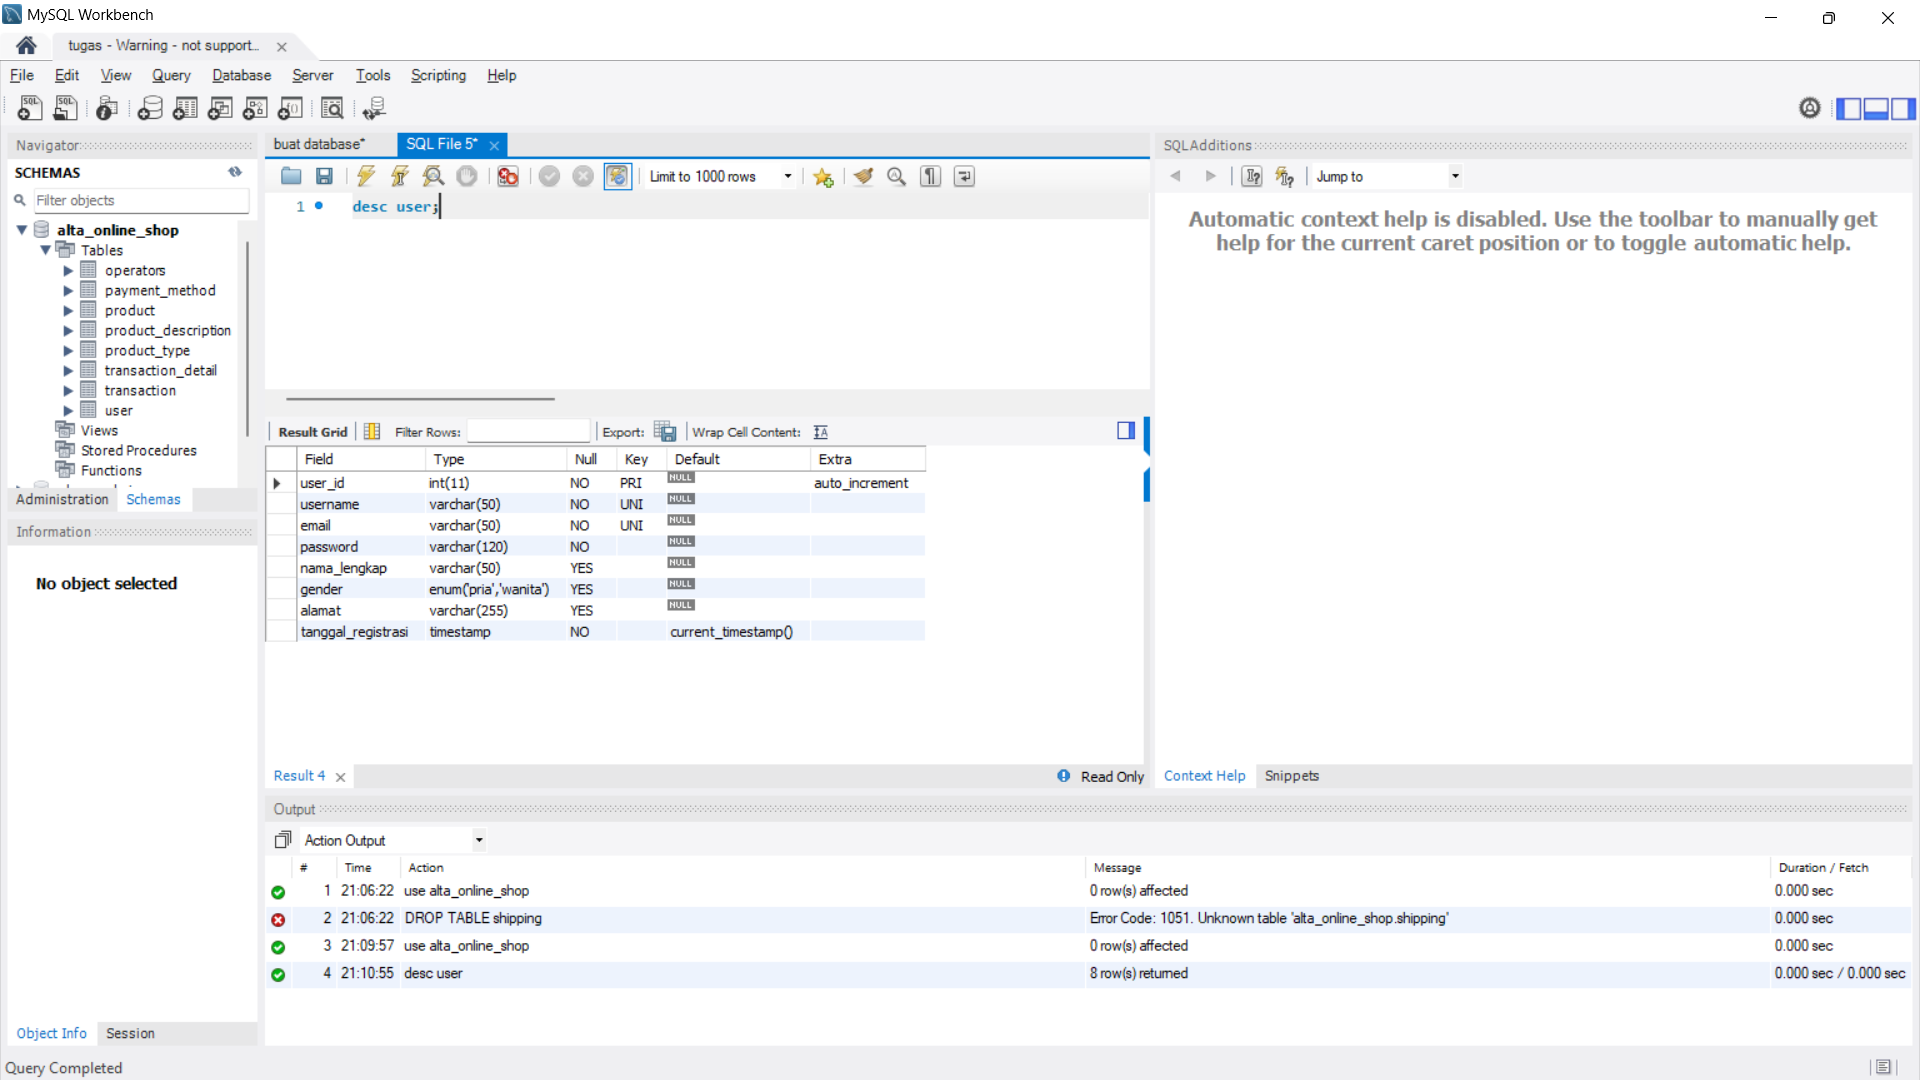 MySQL Workbench
tugas - Warning - not support...
File Edit View Query Database Server Tools Scripting Help
Navigator
SCHEMAS
Filter objects
alta_online_shop
Tables
operators
payment_method
product
product_description
product_type
transaction_detail
transaction
user
Views
Stored Procedures
Functions
Administration Schemas
Information
No object selected
Object Info Session
buat database* SQL File 5*
Limit to 1000 rows
1 desc user;
Result Grid Filter Rows: Export: Wrap Cell Content:
Field Type Null Key Default Extra
user_id int(11) NO PRI NULL auto_increment
username varchar(50) NO UNI NULL
email varchar(50) NO UNI NULL
password varchar(120) NO NULL
nama_lengkap varchar(50) YES NULL
gender enum('pria','wanita') YES NULL
alamat varchar(255) YES NULL
tanggal_registrasi timestamp NO current_timestamp()
Result 4 Read Only
SQLAdditions
Jump to
Automatic context help is disabled. Use the toolbar to manually get
help for the current caret position or to toggle automatic help.
Context Help Snippets
Output
Action Output
# Time Action Message Duration / Fetch
1 21:06:22 use alta_online_shop 0 row(s) affected 0.000 sec
2 21:06:22 DROP TABLE shipping Error Code: 1051. Unknown table 'alta_online_shop.shipping' 0.000 sec
3 21:09:57 use alta_online_shop 0 row(s) affected 0.000 sec
4 21:10:55 desc user 8 row(s) returned 0.000 sec / 0.000 sec
Query Completed